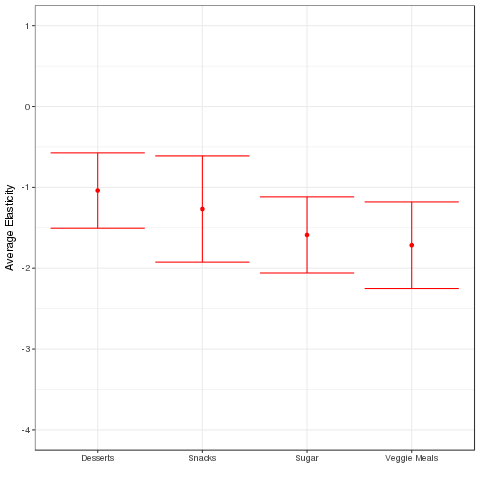 Average Elasticity
1
0
-1
-2
-3
-4
Desserts
Snacks
Sugar
Veggie Meals